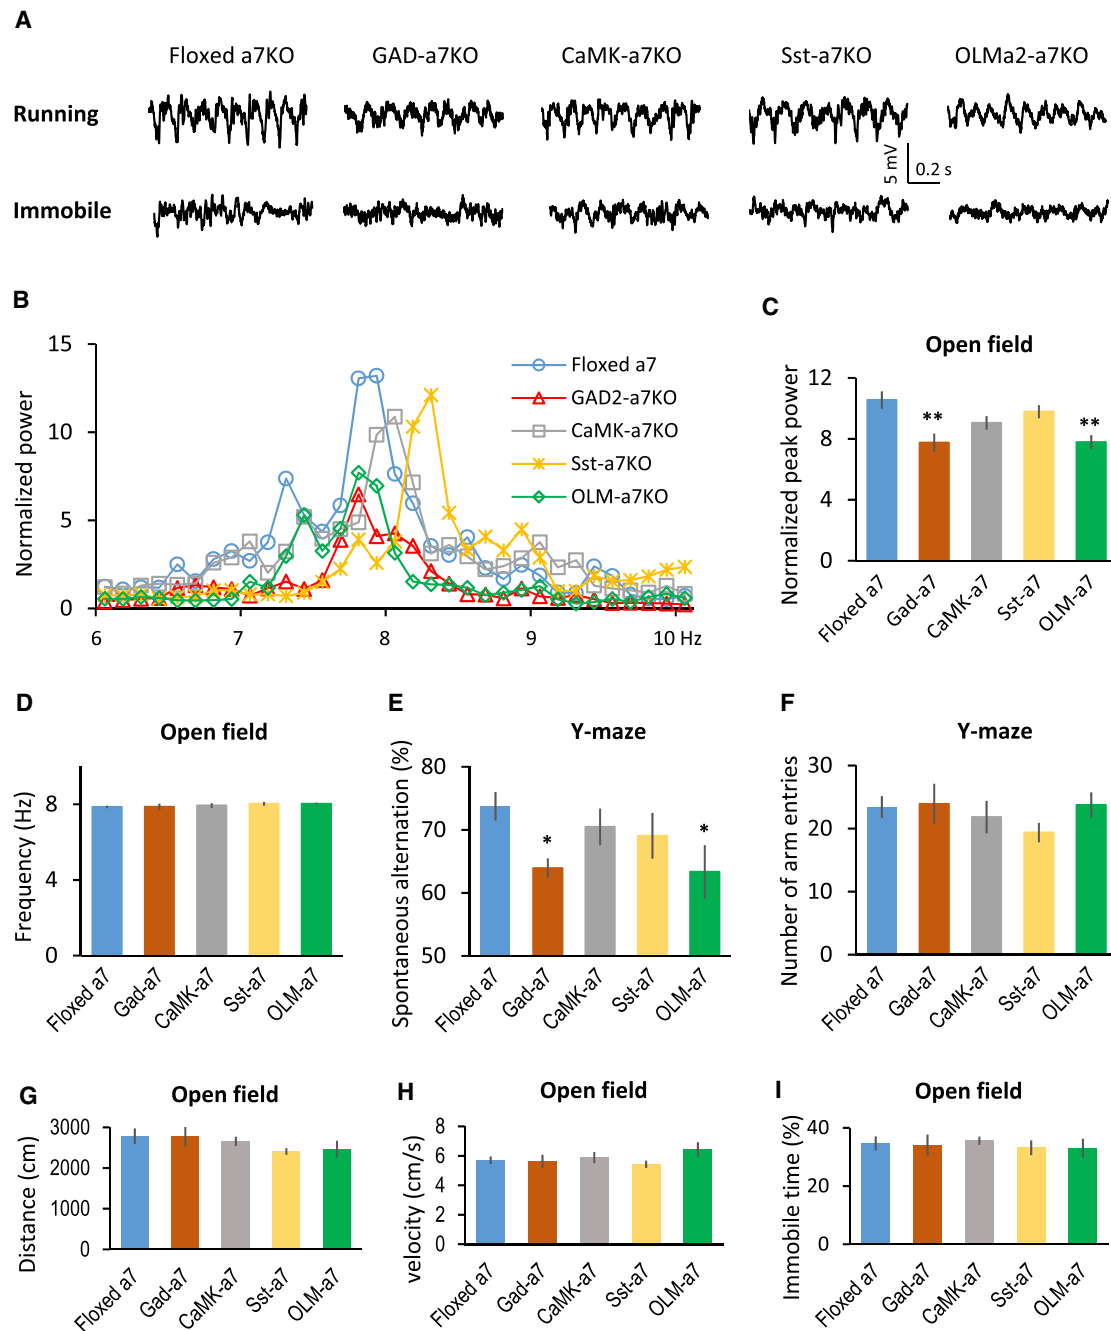 A
Floxed a7KO GAD-a7KO CaMK-a7KO Sst-a7KO OLMa2-a7KO
Running
5 mV
0.2 s
Immobile
B
Normalized power
15
10
5
0
6 7 8 9 10 Hz
Floxed a7
GAD2-a7KO
CaMK-a7KO
Sst-a7KO
OLM-a7KO
C
Open field
Normalized peak power
12
8
4
0
** **
Floxed a7 Gad-a7 CaMK-a7 Sst-a7 OLM-a7
D
Open field
Frequency (Hz)
8
4
0
Floxed a7 Gad-a7 CaMK-a7 Sst-a7 OLM-a7
E
Y-maze
Spontaneous alternation (%)
80
70
60
50
* *
Floxed a7 Gad-a7 CaMK-a7 Sst-a7 OLM-a7
F
Y-maze
Number of arm entries
30
20
10
0
Floxed a7 Gad-a7 CaMK-a7 Sst-a7 OLM-a7
G
Open field
Distance (cm)
3000
2000
1000
0
Floxed a7 Gad-a7 CaMK-a7 Sst-a7 OLM-a7
H
Open field
velocity (cm/s)
8
6
4
2
0
Floxed a7 Gad-a7 CaMK-a7 Sst-a7 OLM-a7
I
Open field
Immobile time (%)
40
20
0
Floxed a7 Gad-a7 CaMK-a7 Sst-a7 OLM-a7